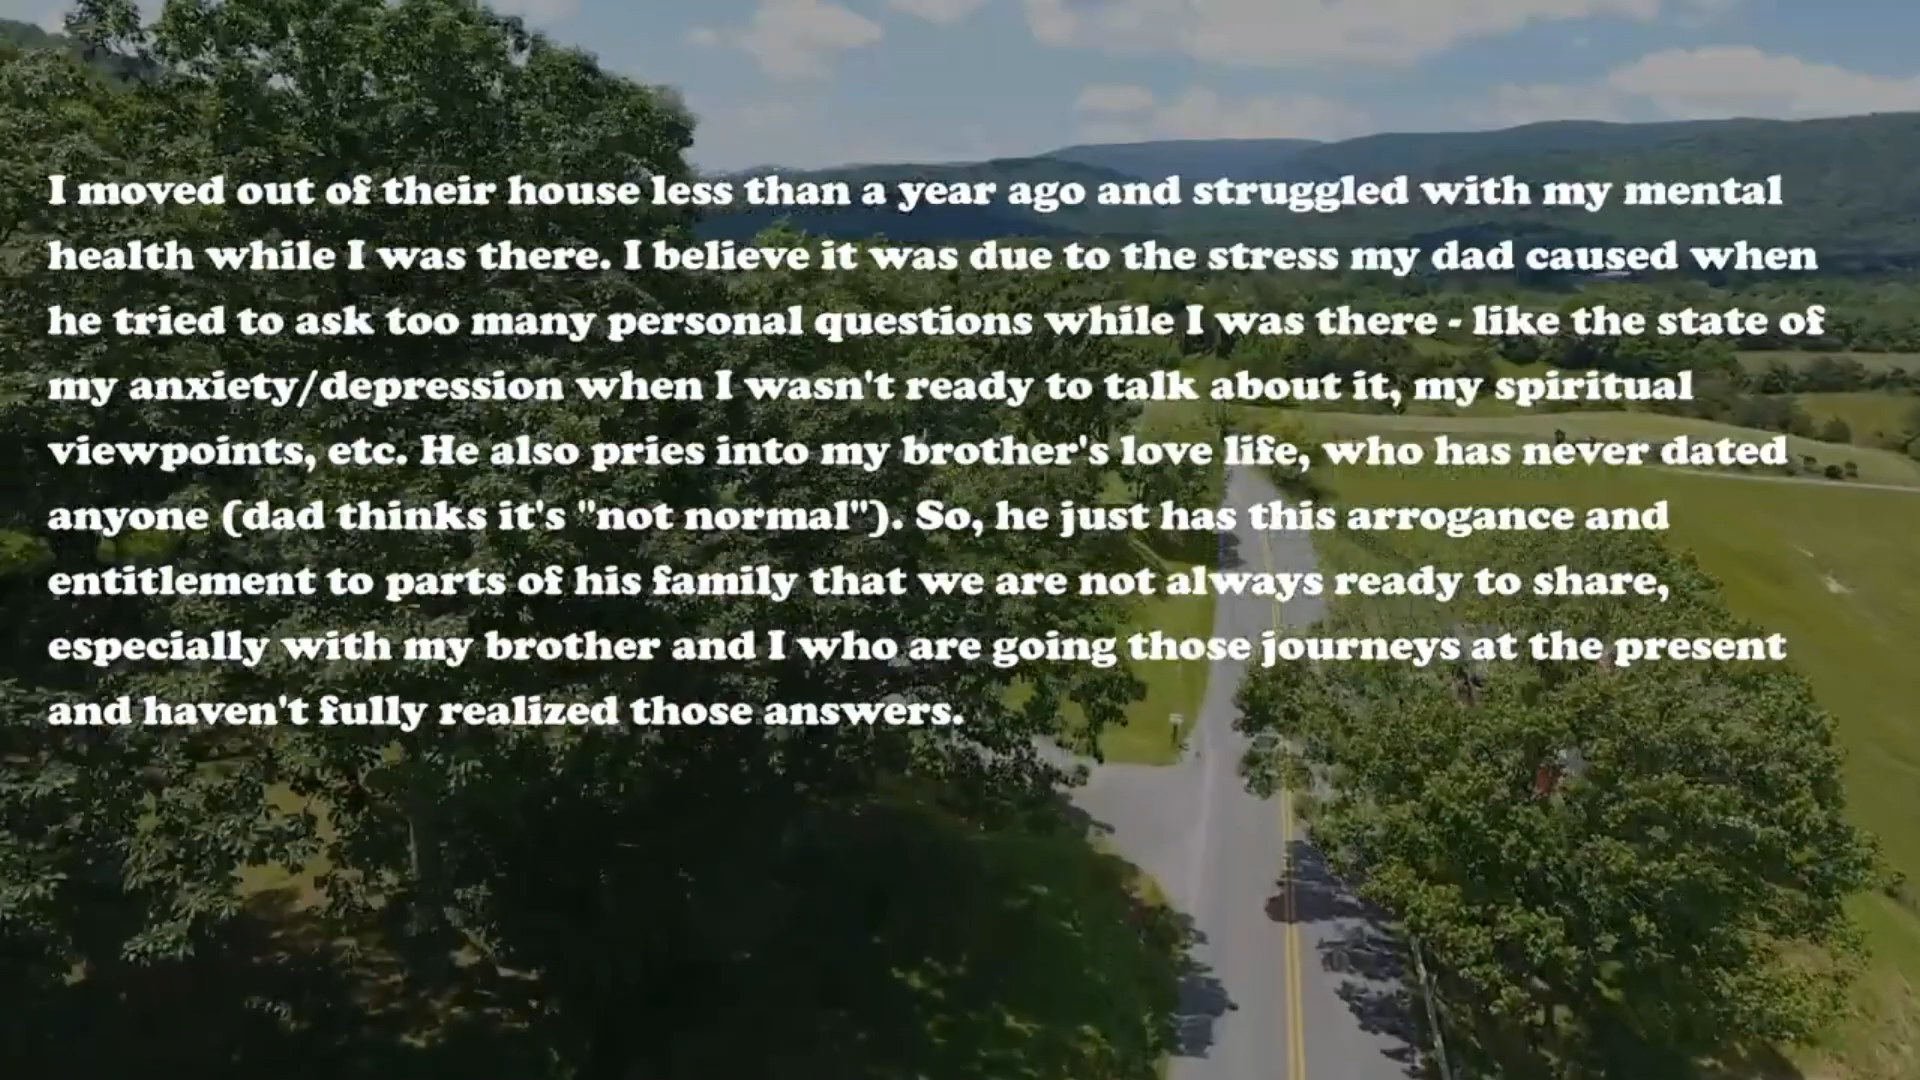 I moved out of their house less than a year ago and struggled with my mental
health while I was there. I believe it was due to the stress my dad caused when
he tried to ask too many personal questions while I was there - like the state of
my anxiety/depression when I wasn't ready to talk about it, my spiritual
viewpoints, etc. He also pries into my brother's love life, who has never dated
anyone (dad thinks it's "not normal"). So, he just has this arrogance and
entitlement to parts of his family that we are not always ready to share,
especially with my brother and I who are going those journeys at the present
and haven't fully realized those answers.